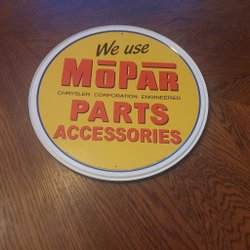 We use
MOPAR
CHRYSLER CORPORATION ENGINEERED
PARTS
ACCESSORIES